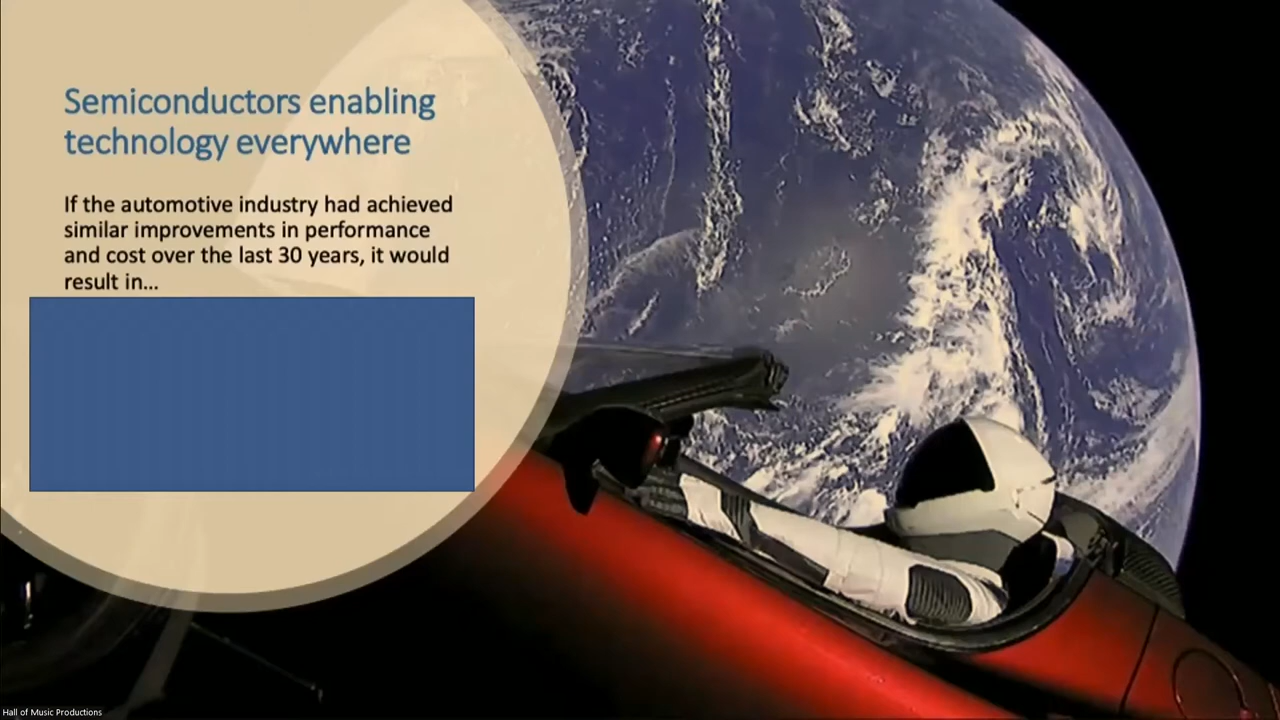 Semiconductors enabling
technology everywhere
If the automotive industry had achieved
similar improvements in performance
and cost over the last 30 years, it would
result in...
Hall of Music Productions